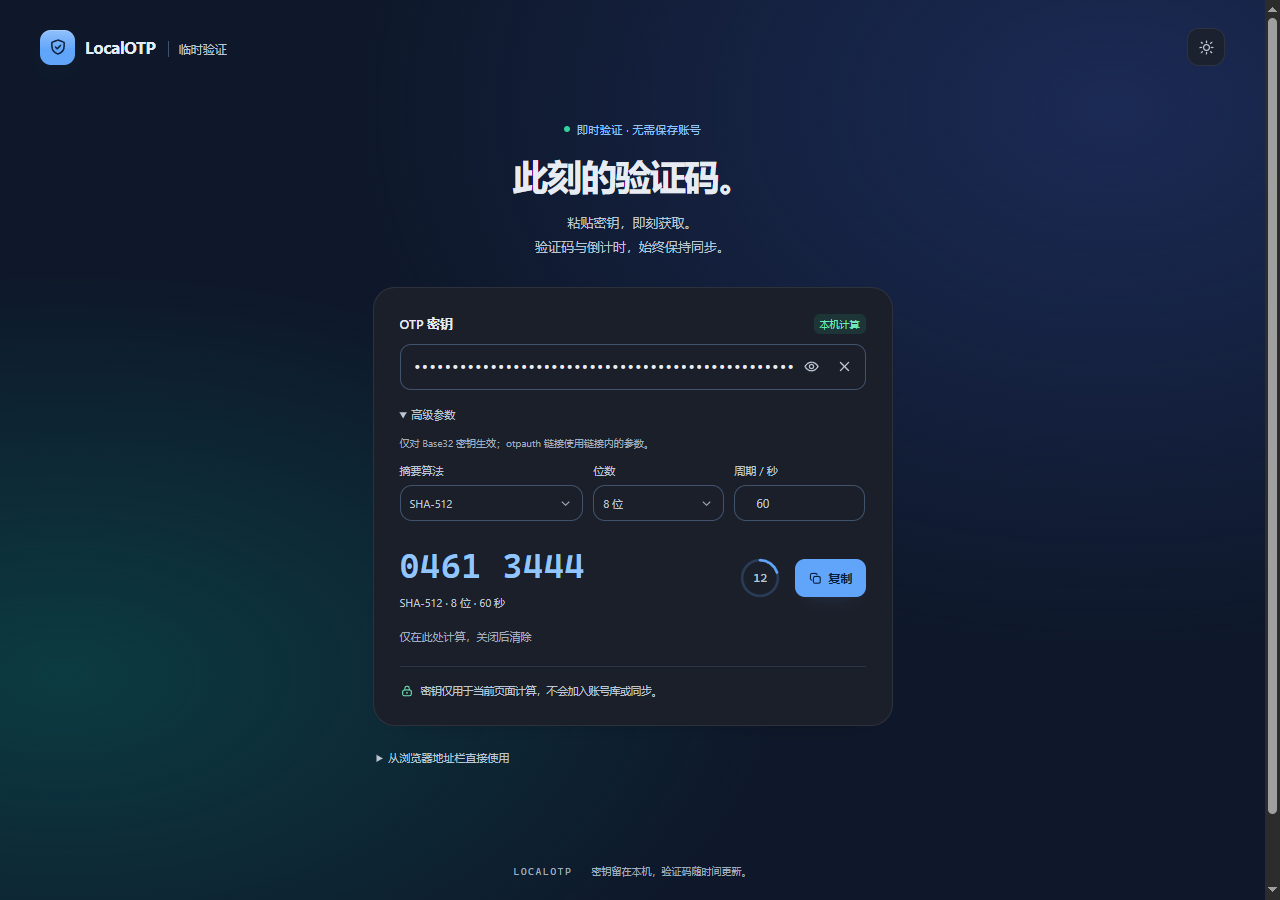 LocalOTP 临时验证
即时验证 · 无需保存账号
此刻的验证码。
粘贴密钥，即刻获取。
验证码与倒计时，始终保持同步。
OTP 密钥 本机计算
高级参数
仅对 Base32 密钥生效；otpauth 链接使用链接内的参数。
摘要算法 位数 周期 / 秒
SHA-512 8 位 60
0461 3444 12 复制
SHA-512 · 8 位 · 60 秒
仅在此处计算，关闭后清除
密钥仅用于当前页面计算，不会加入账号库或同步。
从浏览器地址栏直接使用
LOCALOTP 密钥留在本机，验证码随时间更新。